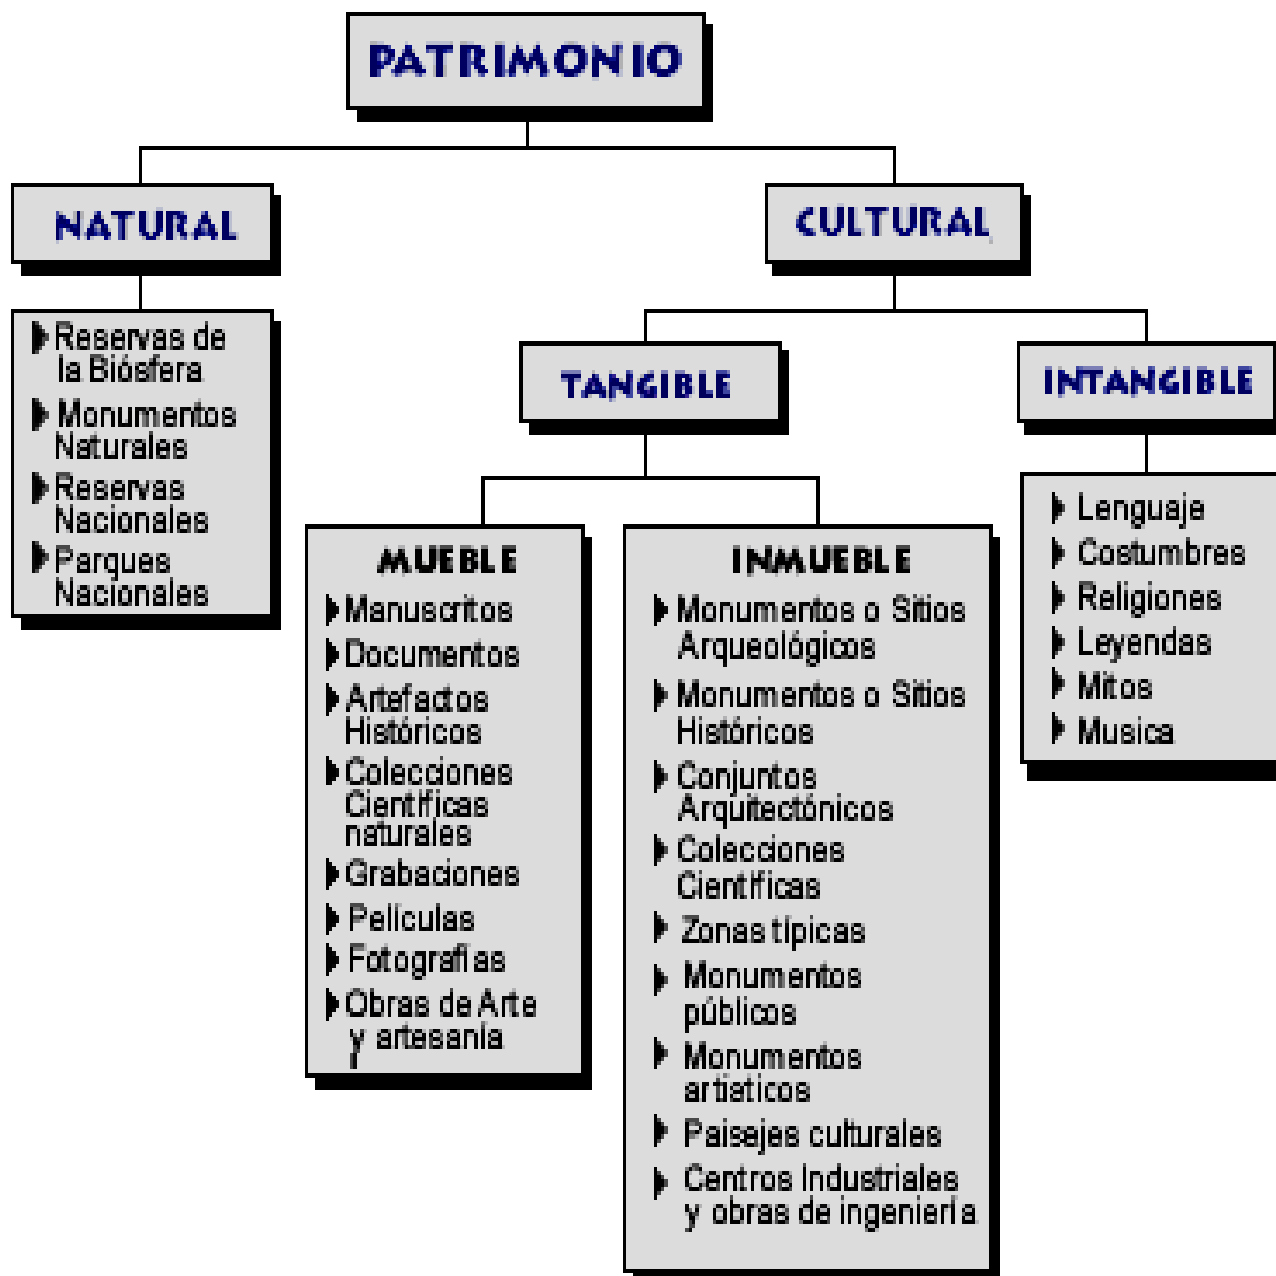 PATRIMONIO
NATURAL
Reservas de
la Biósfera
Monumentos
Naturales
Reservas
Nacionales
Parques
Nacionales
CULTURAL
TANGIBLE
MUEBLE
Manuscritos
Documentos
Artefactos
Históricos
Colecciones
Científicas
naturales
Grabaciones
Películas
Fotografías
Obras de Arte
y artesanía
INMUEBLE
Monumentos o Sitios
Arqueológicos
Monumentos o Sitios
Históricos
Conjuntos
Arquitectónicos
Colecciones
Científicas
Zonas típicas
Monumentos
públicos
Monumentos
artísticos
Paisajes culturales
Centros Industriales
y obras de ingeniería
INTANGIBLE
Lenguaje
Costumbres
Religiones
Leyendas
Mitos
Musica